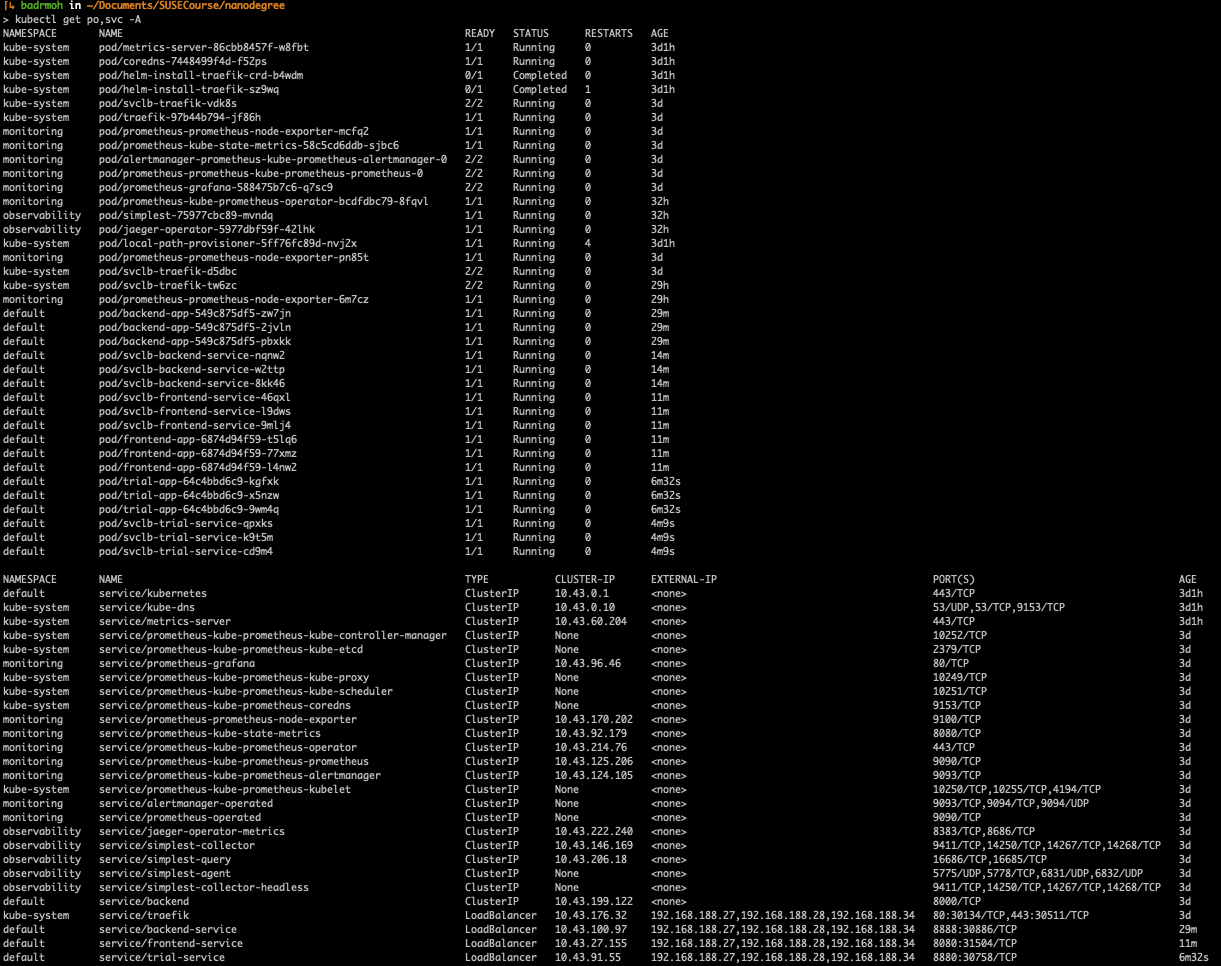 badrmoh in ~/Documents/SUSECourse/nanodegree
> kubectl get po,svc -A
NAMESPACE NAME READY STATUS RESTARTS AGE
kube-system pod/metrics-server-86cbb8457f-w8fbt 1/1 Running 0 3d1h
kube-system pod/coredns-7448499f4d-f52ps 1/1 Running 0 3d1h
kube-system pod/helm-install-traefik-crd-b4wdm 0/1 Completed 0 3d1h
kube-system pod/helm-install-traefik-sz9wq 0/1 Completed 1 3d1h
kube-system pod/svclb-traefik-vdk8s 2/2 Running 0 3d
kube-system pod/traefik-97b44b794-jf86h 1/1 Running 0 3d
monitoring pod/prometheus-prometheus-node-exporter-mcfq2 1/1 Running 0 3d
monitoring pod/prometheus-kube-state-metrics-58c5cd6ddb-sjbc6 1/1 Running 0 3d
monitoring pod/alertmanager-prometheus-kube-prometheus-alertmanager-0 2/2 Running 0 3d
monitoring pod/prometheus-prometheus-kube-prometheus-prometheus-0 2/2 Running 0 3d
monitoring pod/prometheus-grafana-588475b7c6-q7sc9 2/2 Running 0 3d
monitoring pod/prometheus-kube-prometheus-operator-bcdfdbc79-8fqvl 1/1 Running 0 32h
observability pod/simplest-75977cbc89-mvndq 1/1 Running 0 32h
observability pod/jaeger-operator-5977dbf59f-42lhk 1/1 Running 0 32h
kube-system pod/local-path-provisioner-5ff76fc89d-nvj2x 1/1 Running 4 3d1h
monitoring pod/prometheus-prometheus-node-exporter-pn85t 1/1 Running 0 3d
kube-system pod/svclb-traefik-d5dbc 2/2 Running 0 3d
kube-system pod/svclb-traefik-tw6zc 2/2 Running 0 29h
monitoring pod/prometheus-prometheus-node-exporter-6m7cz 1/1 Running 0 29h
default pod/backend-app-549c875df5-zw7jn 1/1 Running 0 29m
default pod/backend-app-549c875df5-2jvln 1/1 Running 0 29m
default pod/backend-app-549c875df5-pbxkk 1/1 Running 0 29m
default pod/svclb-backend-service-nqnw2 1/1 Running 0 14m
default pod/svclb-backend-service-w2ttp 1/1 Running 0 14m
default pod/svclb-backend-service-8kk46 1/1 Running 0 14m
default pod/svclb-frontend-service-46qxl 1/1 Running 0 11m
default pod/svclb-frontend-service-l9dws 1/1 Running 0 11m
default pod/svclb-frontend-service-9mlj4 1/1 Running 0 11m
default pod/frontend-app-6874d94f59-t5lq6 1/1 Running 0 11m
default pod/frontend-app-6874d94f59-77xmz 1/1 Running 0 11m
default pod/frontend-app-6874d94f59-l4nw2 1/1 Running 0 11m
default pod/trial-app-64c4bbd6c9-kgfxk 1/1 Running 0 6m32s
default pod/trial-app-64c4bbd6c9-x5nzw 1/1 Running 0 6m32s
default pod/trial-app-64c4bbd6c9-9wm4q 1/1 Running 0 6m32s
default pod/svclb-trial-service-qpxks 1/1 Running 0 4m9s
default pod/svclb-trial-service-k9t5m 1/1 Running 0 4m9s
default pod/svclb-trial-service-cd9m4 1/1 Running 0 4m9s
NAMESPACE NAME TYPE CLUSTER-IP EXTERNAL-IP PORT(S) AGE
default service/kubernetes ClusterIP 10.43.0.1 <none> 443/TCP 3d1h
kube-system service/kube-dns ClusterIP 10.43.0.10 <none> 53/UDP,53/TCP,9153/TCP 3d1h
kube-system service/metrics-server ClusterIP 10.43.60.204 <none> 443/TCP 3d1h
kube-system service/prometheus-kube-prometheus-kube-controller-manager ClusterIP None <none> 10252/TCP 3d
kube-system service/prometheus-kube-prometheus-kube-etcd ClusterIP None <none> 2379/TCP 3d
monitoring service/prometheus-grafana ClusterIP 10.43.96.46 <none> 80/TCP 3d
kube-system service/prometheus-kube-prometheus-kube-proxy ClusterIP None <none> 10249/TCP 3d
kube-system service/prometheus-kube-prometheus-kube-scheduler ClusterIP None <none> 10251/TCP 3d
kube-system service/prometheus-kube-prometheus-coredns ClusterIP None <none> 9153/TCP 3d
monitoring service/prometheus-prometheus-node-exporter ClusterIP 10.43.170.202 <none> 9100/TCP 3d
monitoring service/prometheus-kube-state-metrics ClusterIP 10.43.92.179 <none> 8080/TCP 3d
monitoring service/prometheus-kube-prometheus-operator ClusterIP 10.43.214.76 <none> 443/TCP 3d
monitoring service/prometheus-kube-prometheus-prometheus ClusterIP 10.43.125.206 <none> 9090/TCP 3d
monitoring service/prometheus-kube-prometheus-alertmanager ClusterIP 10.43.124.105 <none> 9093/TCP 3d
kube-system service/prometheus-kube-prometheus-kubelet ClusterIP None <none> 10250/TCP,10255/TCP,4194/TCP 3d
monitoring service/alertmanager-operated ClusterIP None <none> 9093/TCP,9094/TCP,9094/UDP 3d
monitoring service/prometheus-operated ClusterIP None <none> 9090/TCP 3d
observability service/jaeger-operator-metrics ClusterIP 10.43.222.240 <none> 8383/TCP,8686/TCP 3d
observability service/simplest-collector ClusterIP 10.43.146.169 <none> 9411/TCP,14250/TCP,14267/TCP,14268/TCP 3d
observability service/simplest-query ClusterIP 10.43.206.18 <none> 16686/TCP,16685/TCP 3d
observability service/simplest-agent ClusterIP None <none> 5775/UDP,5778/TCP,6831/UDP,6832/UDP 3d
observability service/simplest-collector-headless ClusterIP None <none> 9411/TCP,14250/TCP,14267/TCP,14268/TCP 3d
default service/backend ClusterIP 10.43.199.122 <none> 8000/TCP 3d
kube-system service/traefik LoadBalancer 10.43.176.32 192.168.188.27,192.168.188.28,192.168.188.34 80:30134/TCP,443:30511/TCP 3d
default service/backend-service LoadBalancer 10.43.100.97 192.168.188.27,192.168.188.28,192.168.188.34 8888:30886/TCP 29m
default service/frontend-service LoadBalancer 10.43.27.155 192.168.188.27,192.168.188.28,192.168.188.34 8080:31504/TCP 11m
default service/trial-service LoadBalancer 10.43.91.55 192.168.188.27,192.168.188.28,192.168.188.34 8880:30758/TCP 6m32s